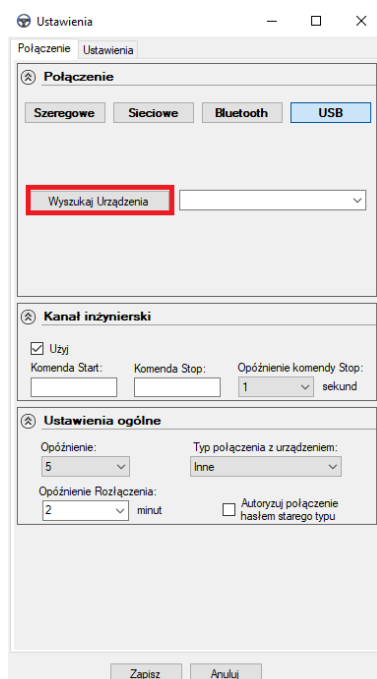 Ustawienia
Połączenie Ustawienia
Połączenie
Szeregowe Sieciowe Bluetooth USB
Wyszukaj Urządzenia
Kanał inżynierski
Użyj
Komenda Start: Komenda Stop: Opóźnienie komendy Stop:
1 sekund
Ustawienia ogólne
Opóźnienie: Typ połączenia z urządzeniem:
5 Inne
Opóźnienie Rozłączenia:
2 minut
Autoryzuj połączenie
hasłem starego typu
Zapisz Anuluj